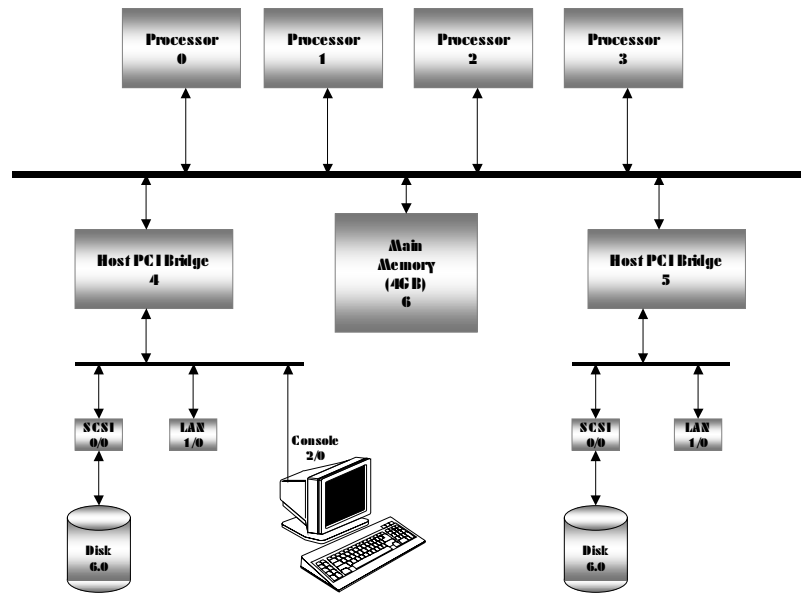 Processor
0
Processor
1
Processor
2
Processor
3
Host PCI Bridge
4
Main
Memory
(4GB)
6
Host PCI Bridge
5
SCSI
0/0
LAN
1/0
Console
2/0
SCSI
0/0
LAN
1/0
Disk
6.0
Disk
6.0